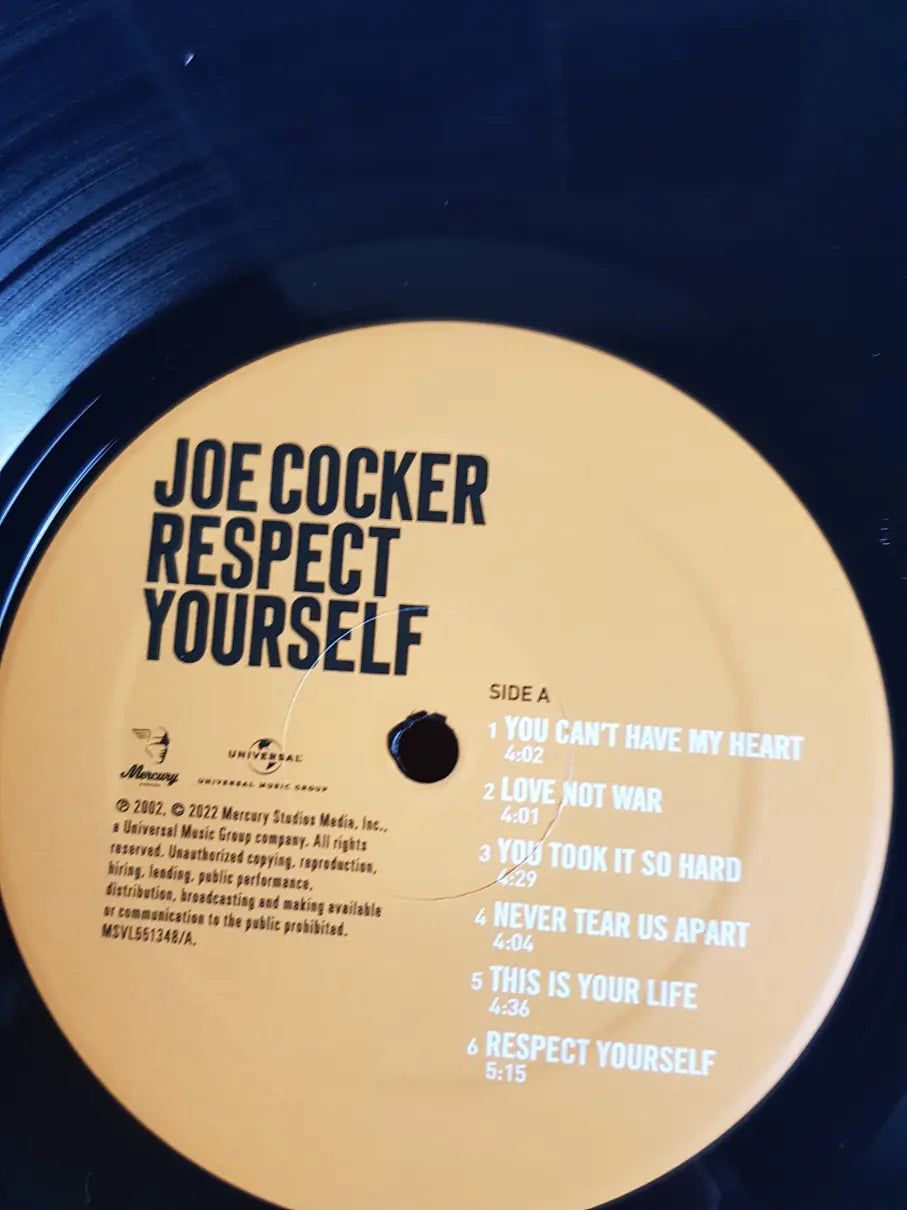 JOE COCKER
RESPECT
YOURSELF
SIDE A
1 YOU CAN'T HAVE MY HEART
4:02
2 LOVE NOT WAR
4:01
3 YOU TOOK IT SO HARD
4:29
4 NEVER TEAR US APART
4:04
5 THIS IS YOUR LIFE
4:36
6 RESPECT YOURSELF
5:15
Mercury
UNIVERSAL
UNIVERSAL MUSIC GROUP
℗ 2002, © 2022 Mercury Studios Media, Inc.,
a Universal Music Group company. All rights
reserved. Unauthorized copying, reproduction,
hiring, lending, public performance,
distribution, broadcasting and making available
or communication to the public prohibited.
MSVL551348/A.